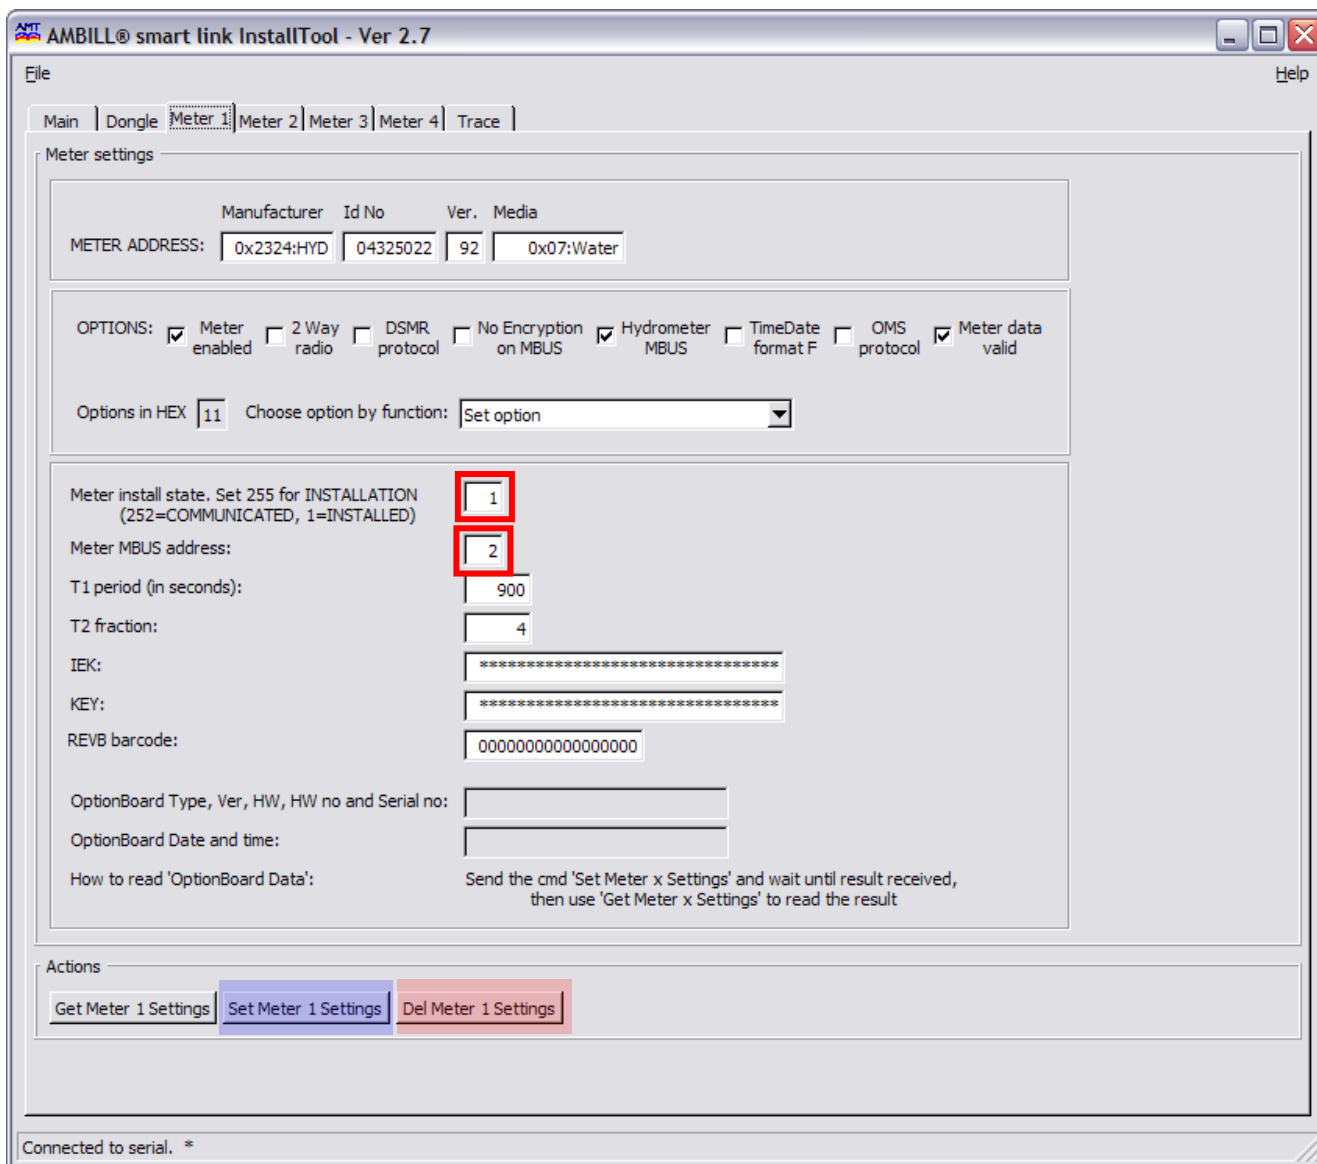 AMT AMBILL® smart link InstallTool - Ver 2.7
File Help
Main Dongle Meter 1 Meter 2 Meter 3 Meter 4 Trace
Meter settings
Manufacturer Id No Ver. Media
METER ADDRESS: 0x2324:HYD 04325022 92 0x07:Water
OPTIONS: Meter enabled 2 Way radio DSMR protocol No Encryption on MBUS Hydrometer MBUS TimeDate format F OMS protocol Meter data valid
Options in HEX 11 Choose option by function: Set option
Meter install state. Set 255 for INSTALLATION 1
(252=COMMUNICATED, 1=INSTALLED)
Meter MBUS address: 2
T1 period (in seconds): 900
T2 fraction: 4
IEK: ********************************
KEY: ********************************
REVB barcode: 00000000000000000
OptionBoard Type, Ver, HW, HW no and Serial no:
OptionBoard Date and time:
How to read 'OptionBoard Data': Send the cmd 'Set Meter x Settings' and wait until result received,
then use 'Get Meter x Settings' to read the result
Actions
Get Meter 1 Settings Set Meter 1 Settings Del Meter 1 Settings
Connected to serial. *